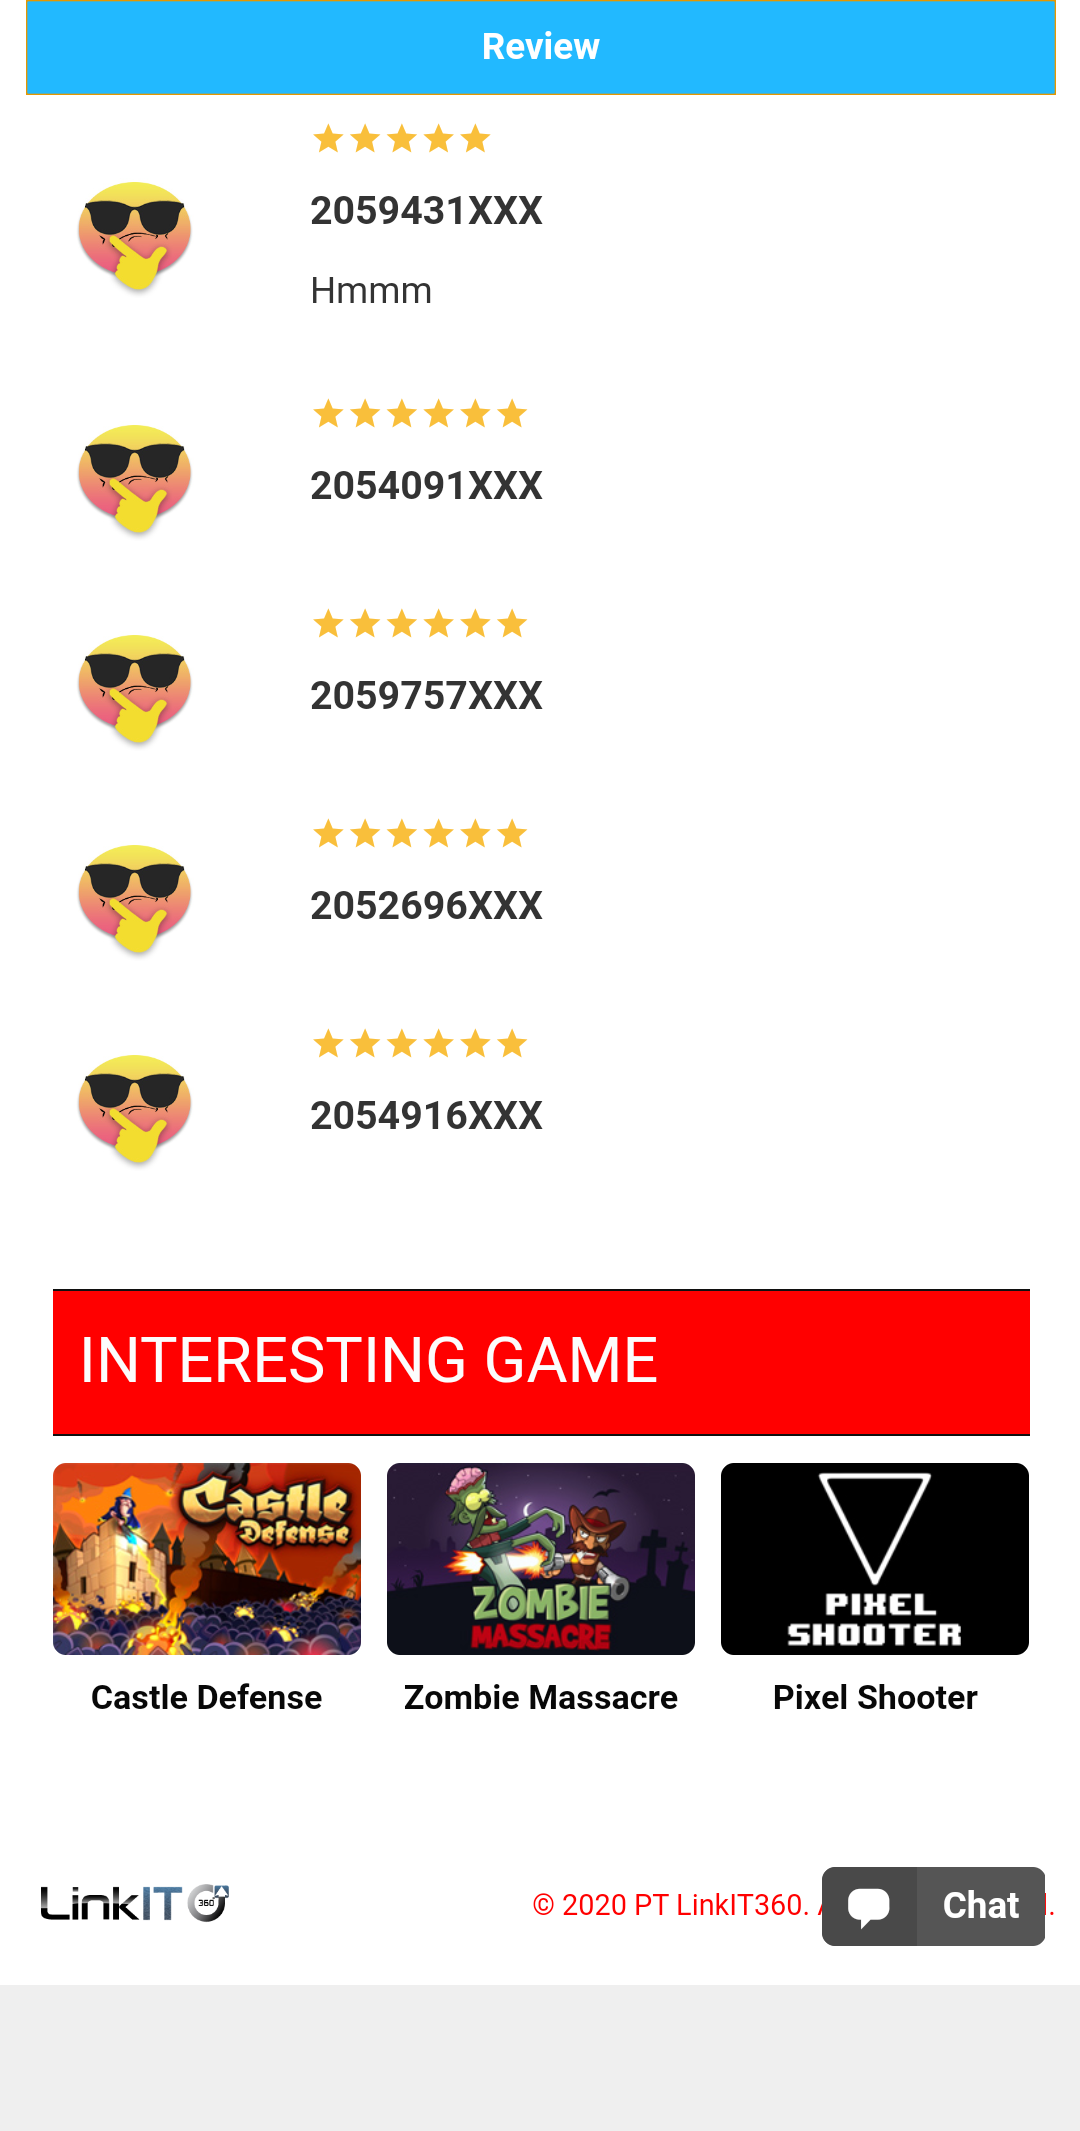 Review
2059431XXX
Hmmm
2054091XXX
2059757XXX
2052696XXX
2054916XXX
INTERESTING GAME
Castle
Defense
ZOMBIE
MASSACRE
PIXEL
SHOOTER
Castle Defense
Zombie Massacre
Pixel Shooter
LinkIT 360
© 2020 PT LinkIT360.
Chat